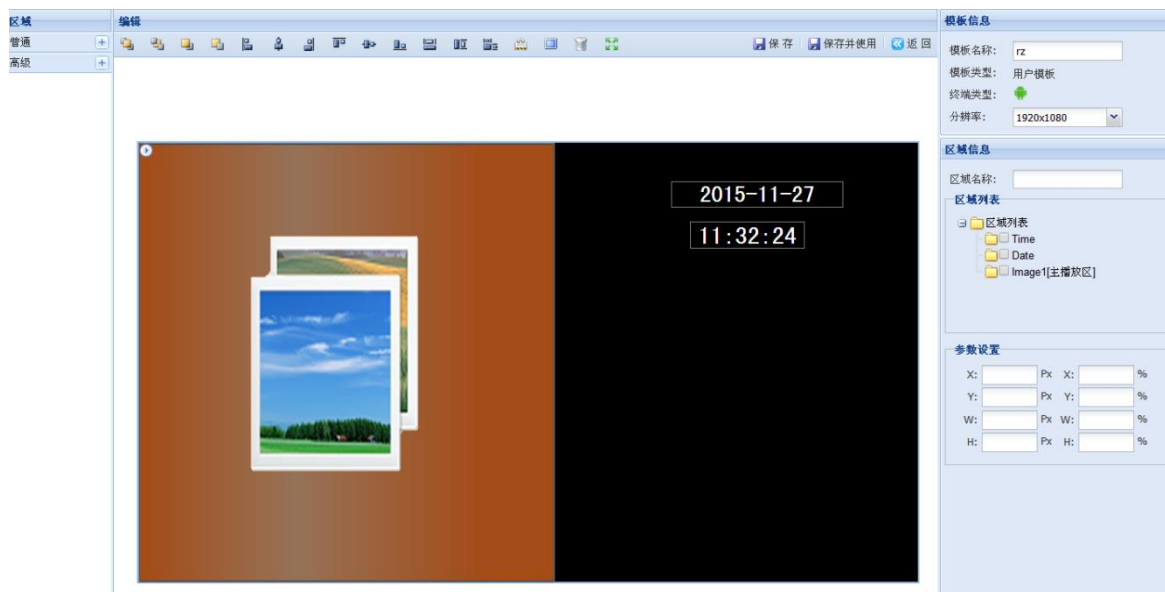 区域
普通
高级
编辑
保 存
保存并使用
返 回
2015-11-27
11:32:24
模板信息
模板名称: rz
模板类型: 用户模板
终端类型:
分辨率: 1920x1080
区域信息
区域名称:
区域列表
区域列表
Time
Date
Image1[主播放区]
参数设置
X: Px X: %
Y: Px Y: %
W: Px W: %
H: Px H: %